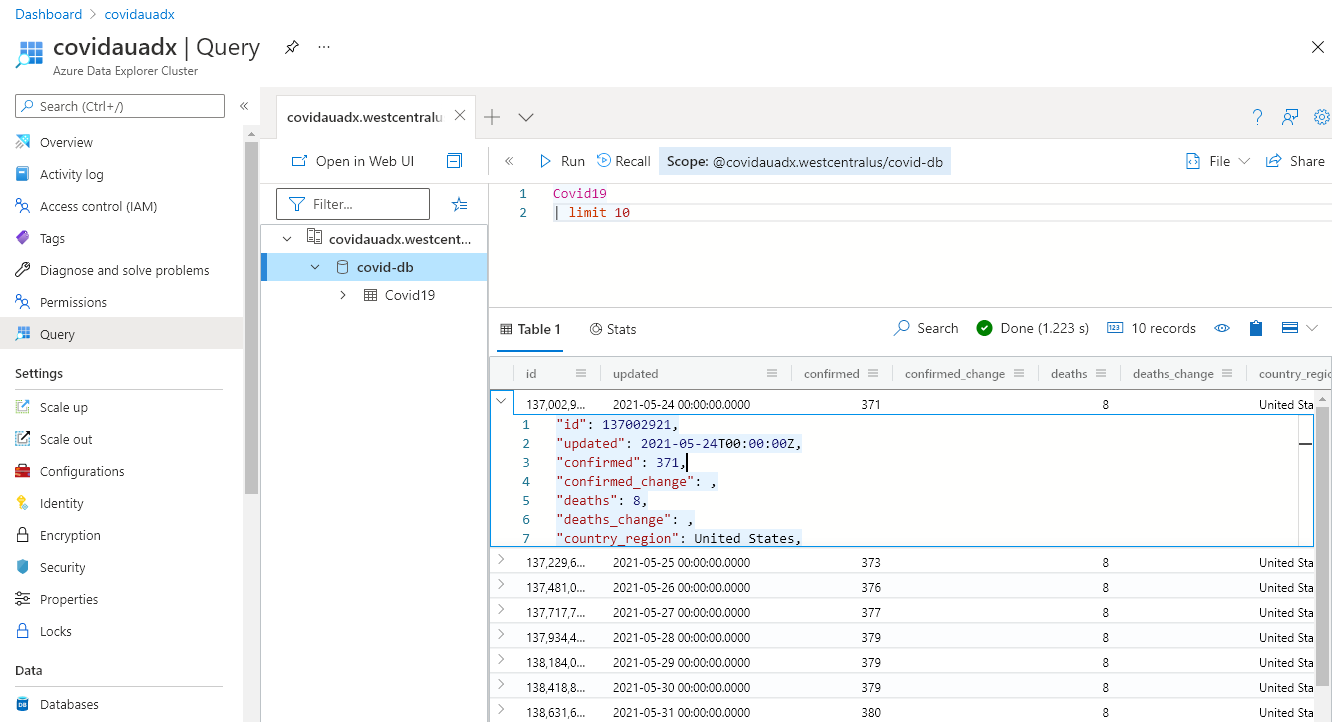 Dashboard > covidauadx
covidauadx | Query
Azure Data Explorer Cluster
Search (Ctrl+/)
Overview
Activity log
Access control (IAM)
Tags
Diagnose and solve problems
Permissions
Query
Settings
Scale up
Scale out
Configurations
Identity
Encryption
Security
Properties
Locks
Data
Databases
covidauadx.westcentralu
Open in Web UI
Filter...
covidauadx.westcent...
covid-db
Covid19
Run Recall Scope: @covidauadx.westcentralus/covid-db File Share
1 Covid19
2 | limit 10
Table 1 Stats Search Done (1.223 s) 10 records
id updated confirmed confirmed_change deaths deaths_change country_regio
137,002,9... 2021-05-24 00:00:00.0000 371 8 United Sta
1 "id": 137002921,
2 "updated": 2021-05-24T00:00:00Z,
3 "confirmed": 371,
4 "confirmed_change": ,
5 "deaths": 8,
6 "deaths_change": ,
7 "country_region": United States,
137,229,6... 2021-05-25 00:00:00.0000 373 8 United Sta
137,481,0... 2021-05-26 00:00:00.0000 376 8 United Sta
137,717,7... 2021-05-27 00:00:00.0000 377 8 United Sta
137,934,4... 2021-05-28 00:00:00.0000 379 8 United Sta
138,184,0... 2021-05-29 00:00:00.0000 379 8 United Sta
138,418,8... 2021-05-30 00:00:00.0000 379 8 United Sta
138,631,6... 2021-05-31 00:00:00.0000 380 8 United Sta